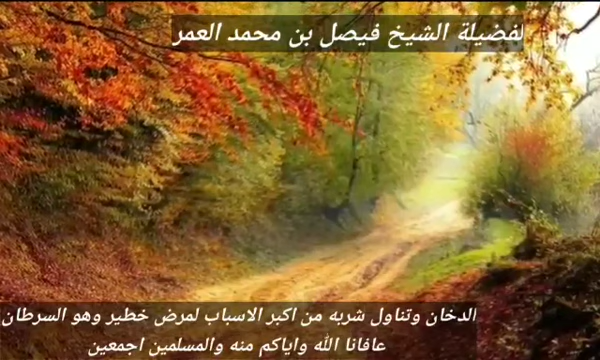 لفضيلة الشيخ فيصل بن محمد العمر
الدخان وتناول شربه من اكبر الاسباب لمرض خطير وهو السرطان
عافانا الله واياكم منه والمسلمين اجمعين